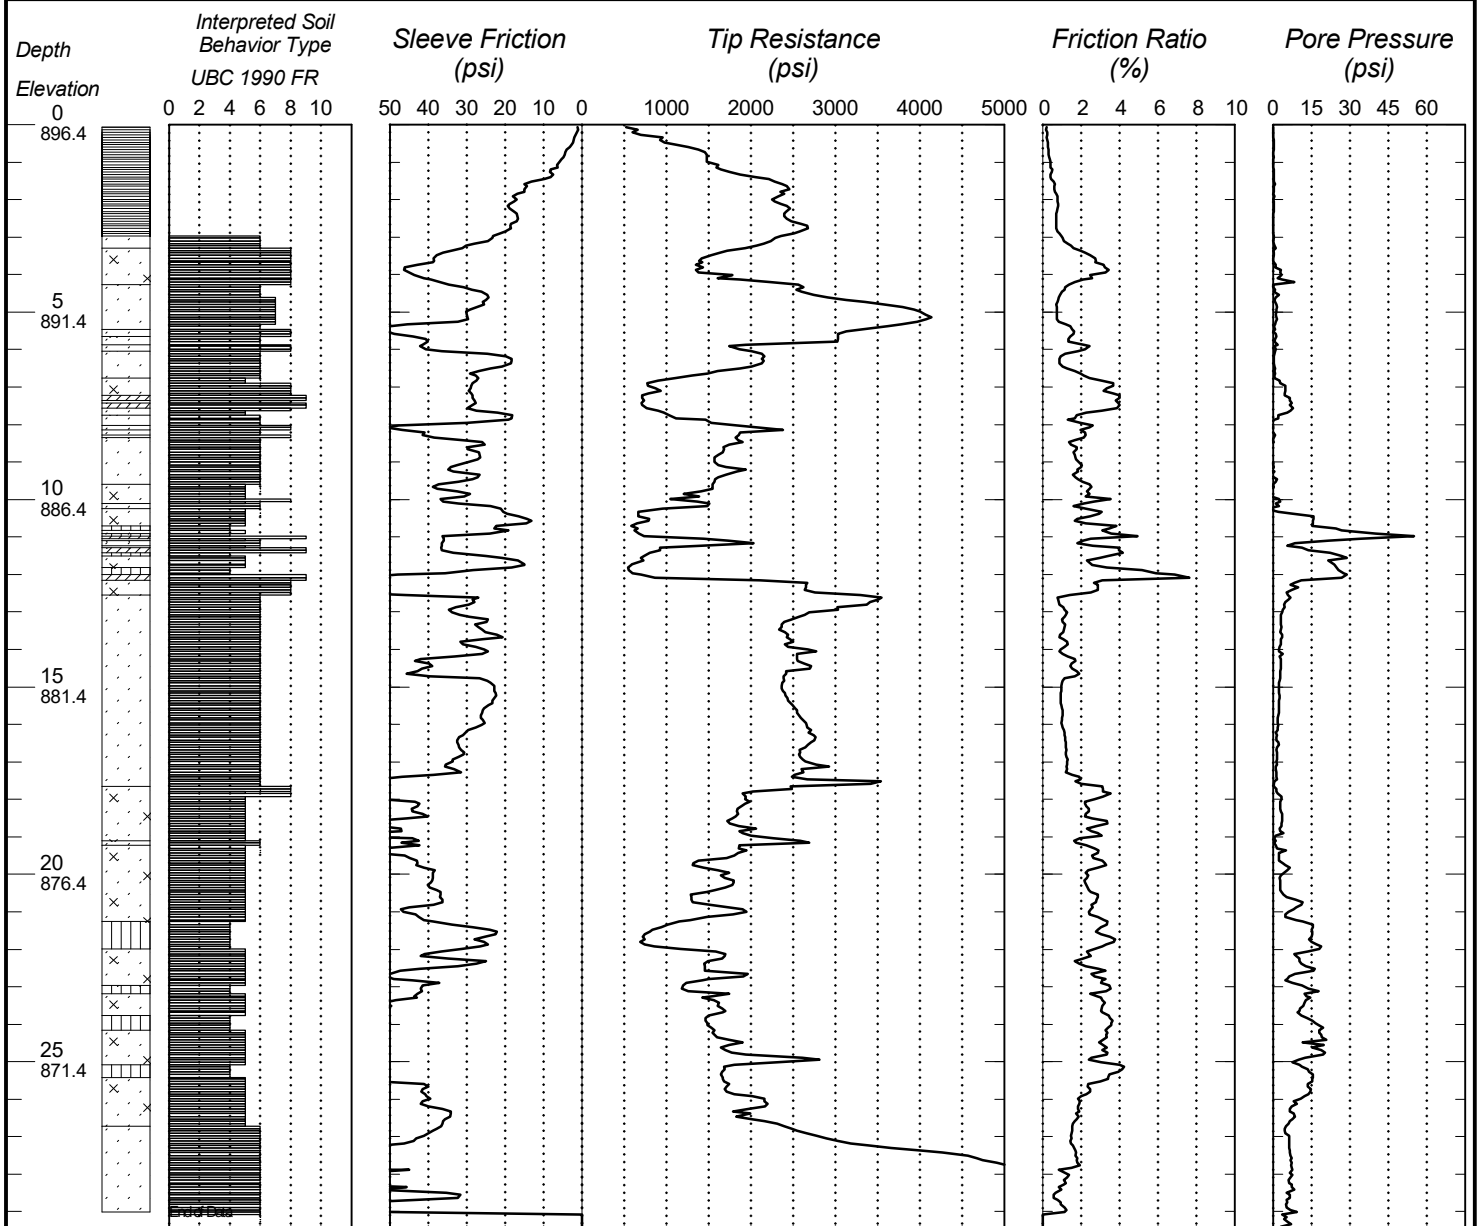 Interpreted Soil
Behavior Type
UBC 1990 FR
Depth
Elevation
Sleeve Friction
(psi)
Tip Resistance
(psi)
Friction Ratio
(%)
Pore Pressure
(psi)
0 2 4 6 8 10
50 40 30 20 10 0
1000 2000 3000 4000 5000
0 2 4 6 8 10
0 15 30 45 60
0
896.4
5
891.4
10
886.4
15
881.4
20
876.4
25
871.4
End of Data